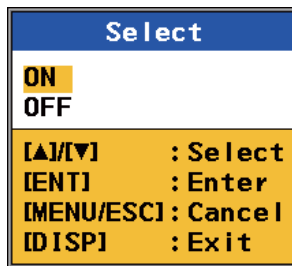 Select
ON
OFF
[▲]/[▼] :Select
[ENT] :Enter
[MENU/ESC]:Cancel
[DISP] :Exit